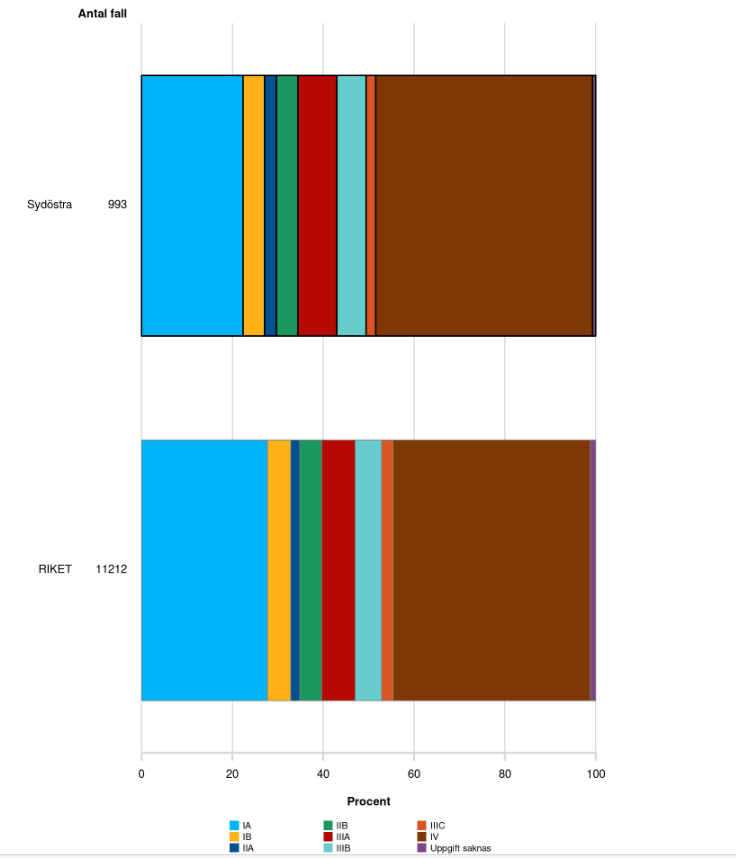 Antal fall
Sydöstra 993
RIKET 11212
0 20 40 60 80 100
Procent
IA IIB IIIC
IB IIIA IV
IIA IIIB Uppgift saknas